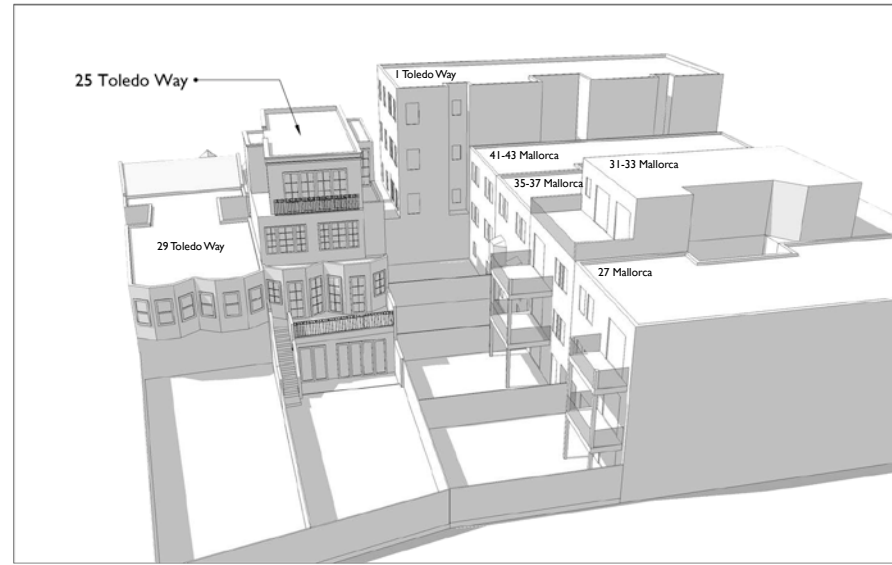 25 Toledo Way
1 Toledo Way
41-43 Mallorca
31-33 Mallorca
35-37 Mallorca
29 Toledo Way
27 Mallorca